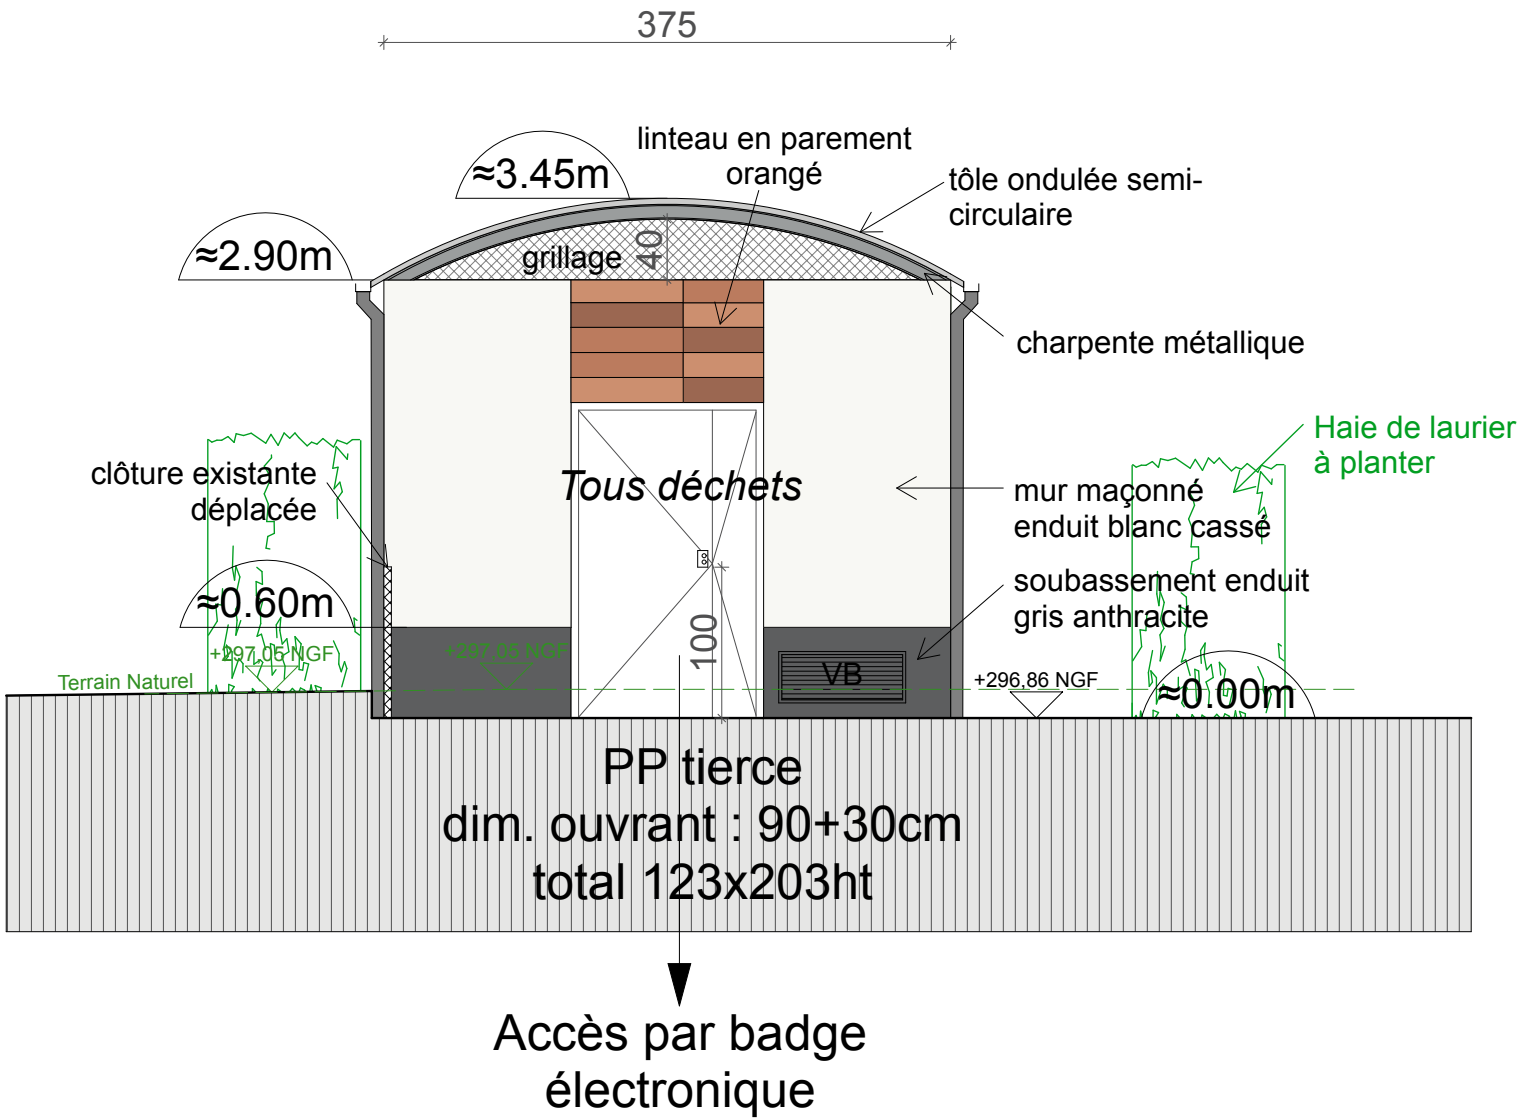 375
linteau en parement
orangé
≈3.45m
tôle ondulée semi-
circulaire
≈2.90m
grillage
40
charpente métallique
Haie de laurier
à planter
clôture existante
déplacée
Tous déchets
mur maçonné
enduit blanc cassé
≈0.60m
soubassement enduit
gris anthracite
100
+297,05 NGF
+297,05 NGF
Terrain Naturel
VB
+296,86 NGF
≈0.00m
PP tierce
dim. ouvrant : 90+30cm
total 123x203ht
Accès par badge
électronique